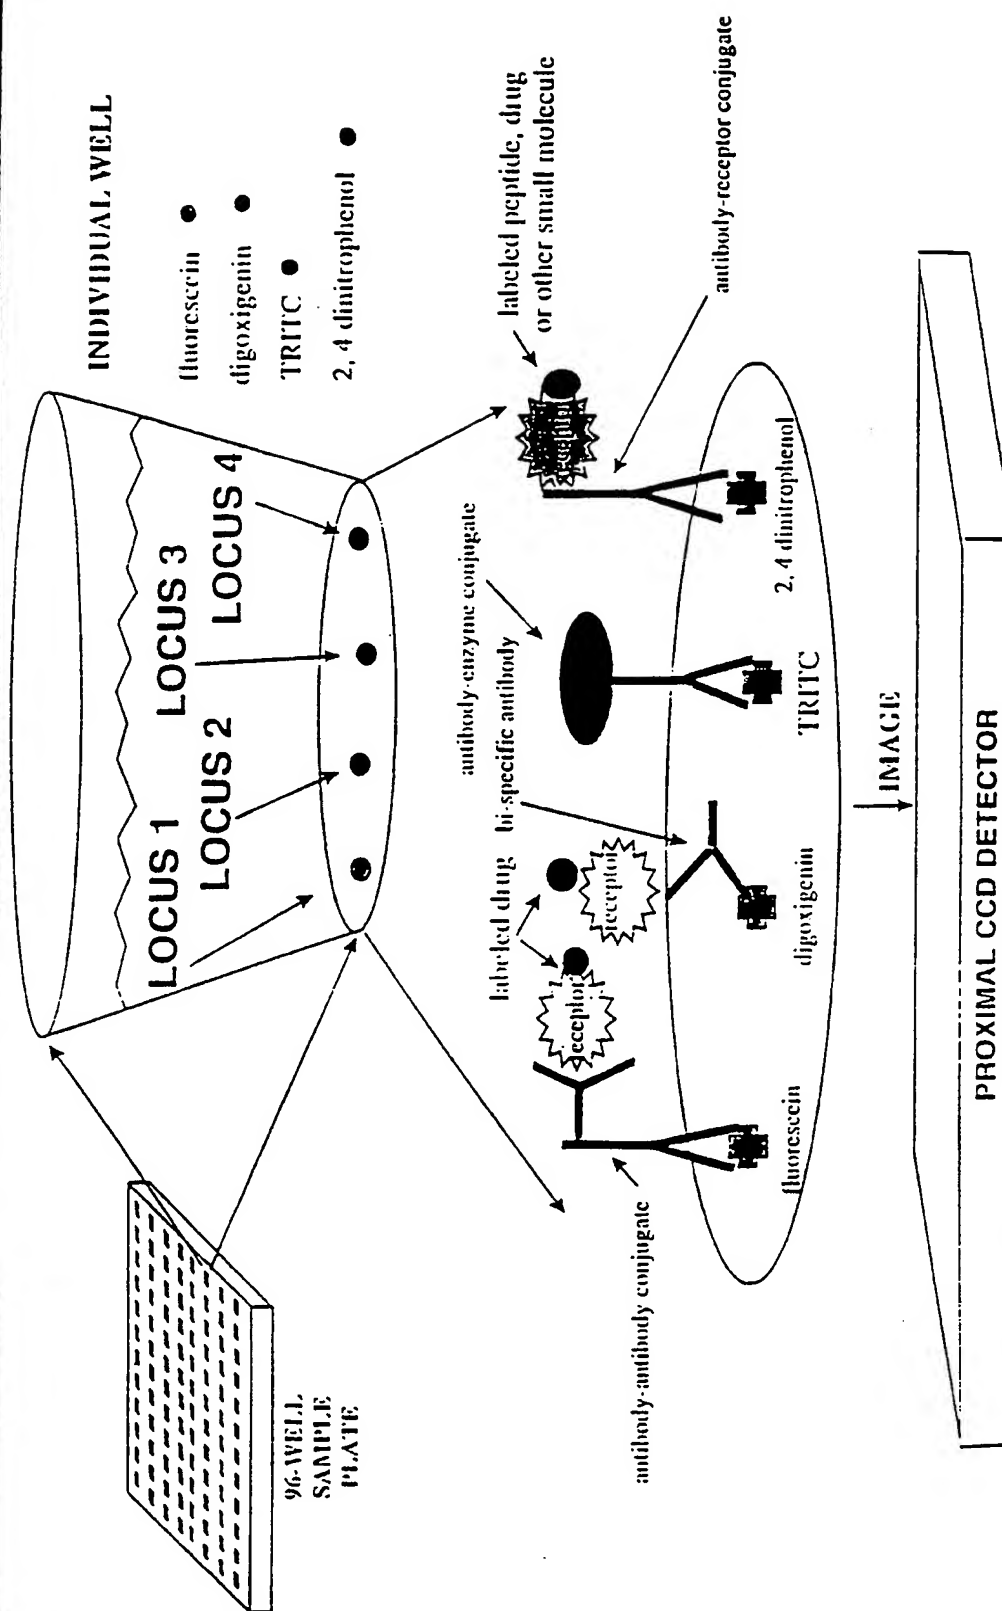 INDIVIDUAL WELL
fluorescein
digoxigenin
TRITC
2, 4 dinitrophenol
LOCUS 1
LOCUS 2
LOCUS 3
LOCUS 4
96-WELL
SAMPLE
PLATE
labeled peptide, drug
or other small molecule
antibody-receptor conjugate
antibody-enzyme conjugate
bi-specific antibody
labeled drug
receptor
receptor
antibody-antibody conjugate
fluorescein
digoxigenin
TRITC
2, 4 dinitrophenol
IMAGE
PROXIMAL CCD DETECTOR